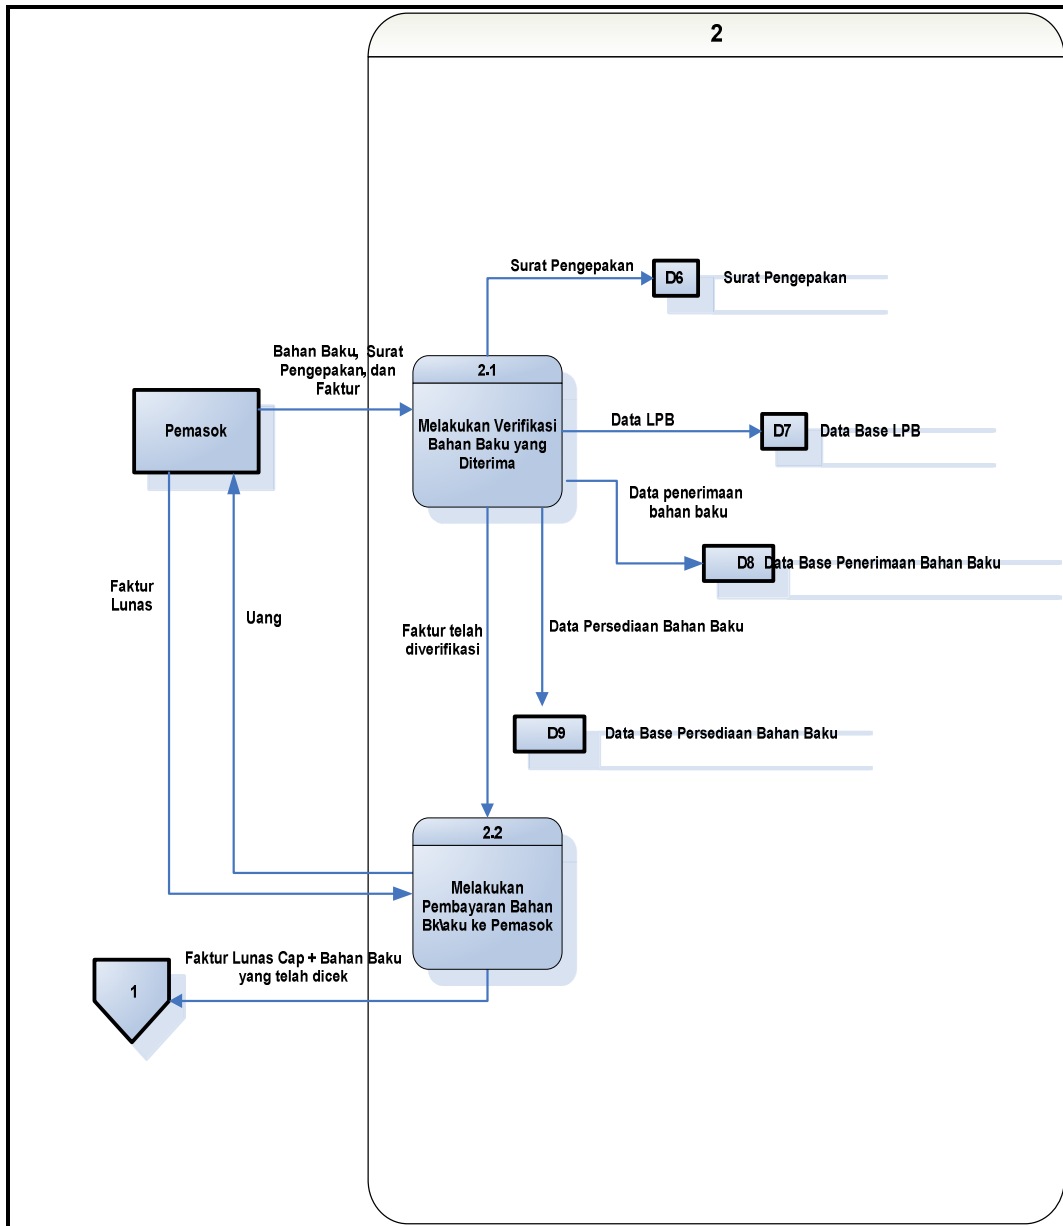 2
Surat Pengepakan
D6
Surat Pengepakan
Bahan Baku, Surat
Pengepakan, dan
Faktur
2.1
Melakukan Verifikasi
Bahan Baku yang
Diterima
Pemasok
Data LPB
D7
Data Base LPB
Data penerimaan
bahan baku
D8
Data Base Penerimaan Bahan Baku
Faktur
Lunas
Uang
Faktur telah
diverifikasi
Data Persediaan Bahan Baku
D9
Data Base Persediaan Bahan Baku
2.2
Melakukan
Pembayaran Bahan
Bk\aku ke Pemasok
Faktur Lunas Cap + Bahan Baku
yang telah dicek
1